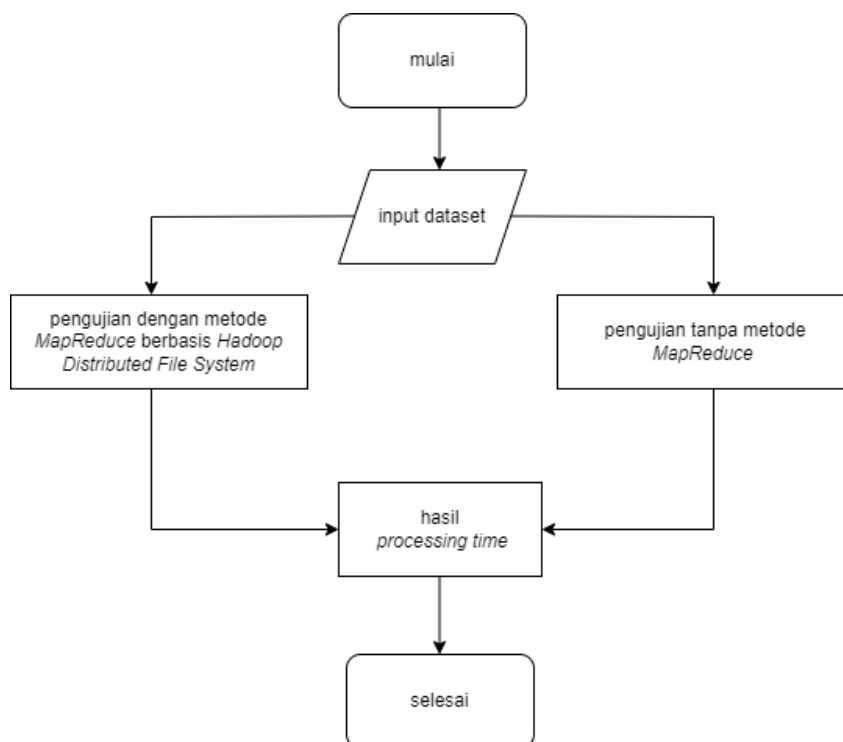 mulai
input dataset
pengujian dengan metode
MapReduce berbasis Hadoop
Distributed File System
pengujian tanpa metode
MapReduce
hasil
processing time
selesai